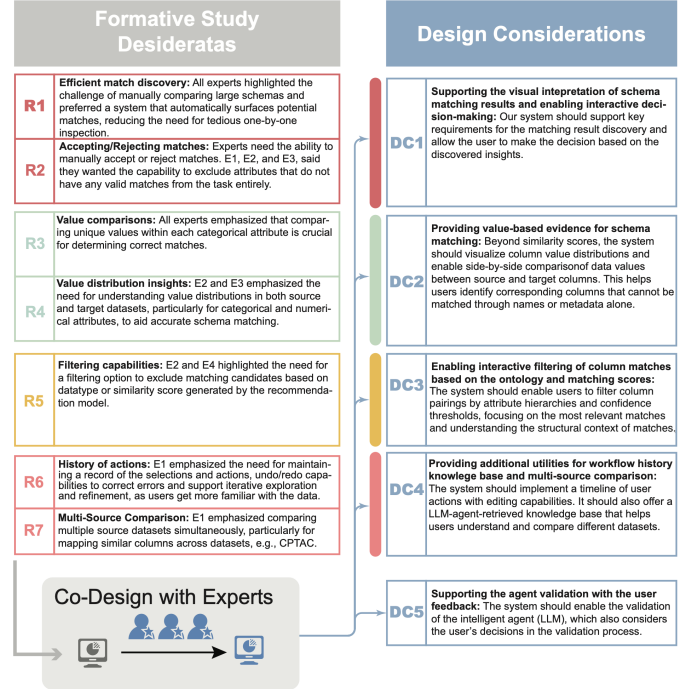 Formative Study
Desideratas
R1
Efficient match discovery: All experts highlighted the
challenge of manually comparing large schemas and
preferred a system that automatically surfaces potential
matches, reducing the need for tedious one-by-one
inspection.
R2
Accepting/Rejecting matches: Experts need the ability to
manually accept or reject matches. E1, E2, and E3, said
they wanted the capability to exclude attributes that do not
have any valid matches from the task entirely.
R3
Value comparisons: All experts emphasized that compar-
ing unique values within each categorical attribute is crucial
for determining correct matches.
R4
Value distribution insights: E2 and E3 emphasized the
need for understanding value distributions in both source
and target datasets, particularly for categorical and numeri-
cal attributes, to aid accurate schema matching.
R5
Filtering capabilities: E2 and E4 highlighted the need for
a filtering option to exclude matching candidates based on
datatype or similarity score generated by the recommenda-
tion model.
R6
History of actions: E1 emphasized the need for maintain-
ing a record of the selections and actions, undo/redo capa-
bilities to correct errors and support iterative exploration
and refinement, as users get more familiar with the data.
R7
Multi-Source Comparison: E1 emphasized comparing
multiple source datasets simultaneously, particularly for
mapping similar columns across datasets, e.g., CPTAC.
Co-Design with Experts
Design Considerations
DC1
Supporting the visual intepretation of schema
matching results and enabling interactive deci-
sion-making: Our system should support key
requirements for the matching result discovery and
allow the user to make the decision based on the
discovered insights.
DC2
Providing value-based evidence for schema
matching: Beyond similarity scores, the system
should visualize column value distributions and
enable side-by-side comparisonof data values
between source and target columns. This helps
users identify corresponding columns that cannot be
matched through names or metadata alone.
DC3
Enabling interactive filtering of column matches
based on the ontology and matching scores:
The system should enable users to filter column
pairings by attribute hierarchies and confidence
thresholds, focusing on the most relevant matches
and understanding the structural context of matches.
DC4
Providing additional utilities for workflow history
knowlege base and multi-source comparison:
The system should implement a timeline of user
actions with editing capabilities. It should also offer a
LLM-agent-retrieved knowledge base that helps
users understand and compare different datasets.
DC5
Supporting the agent validation with the user
feedback: The system should enable the validation
of the intelligent agent (LLM), which also considers
the user's decisions in the validation process.